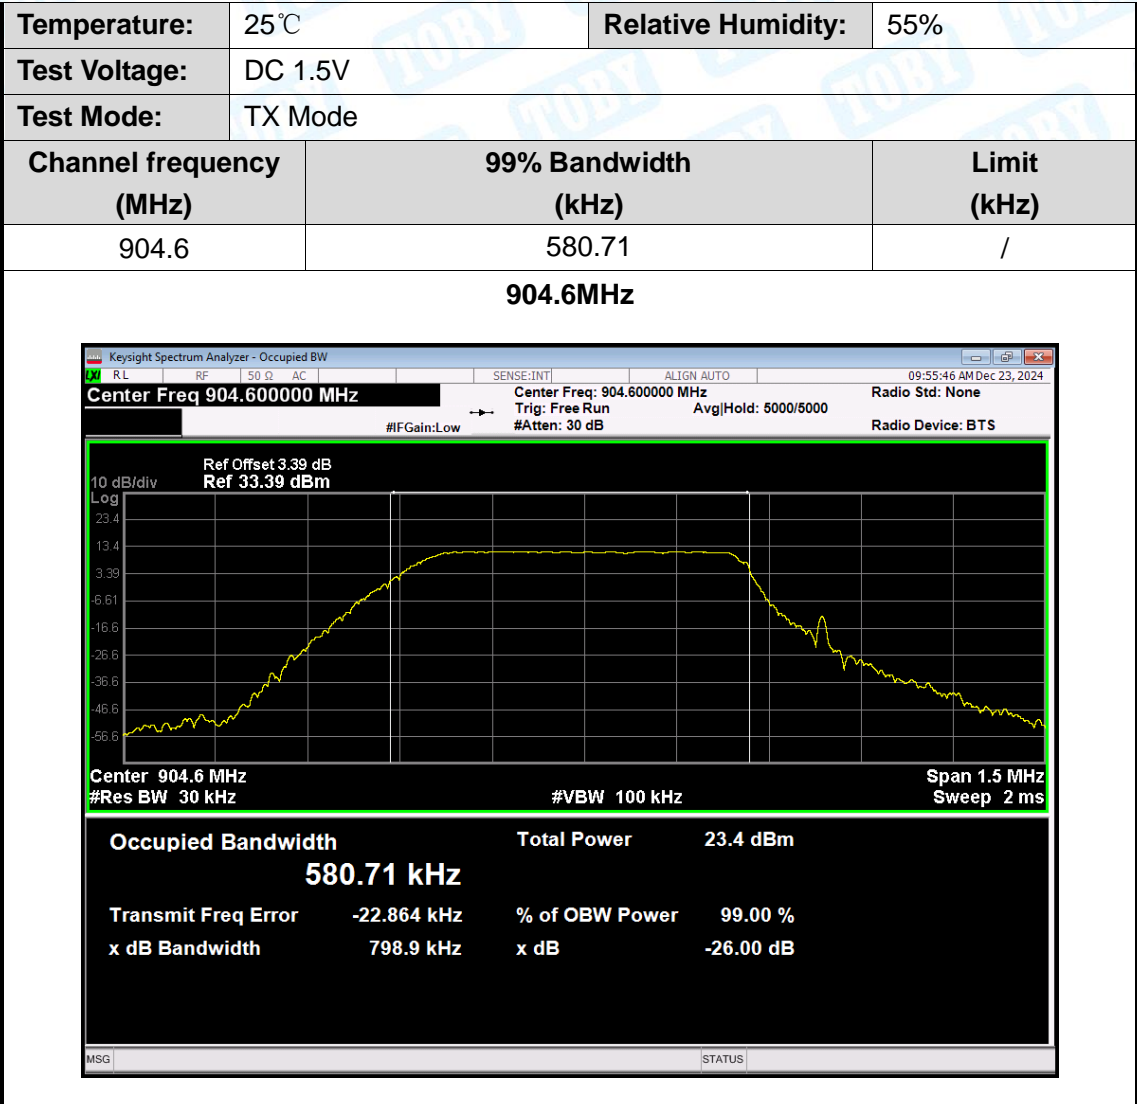 Temperature: 25℃ Relative Humidity: 55%
Test Voltage: DC 1.5V
Test Mode: TX Mode
Channel frequency (MHz) 99% Bandwidth (kHz) Limit (kHz)
904.6 580.71 /
904.6MHz
Keysight Spectrum Analyzer - Occupied BW
LXI RL RF 50 Ω AC SENSE:INT ALIGN AUTO 09:55:46 AM Dec 23, 2024
Center Freq 904.600000 MHz Center Freq: 904.600000 MHz Radio Std: None
Trig: Free Run Avg|Hold: 5000/5000
#IFGain:Low #Atten: 30 dB Radio Device: BTS
Ref Offset 3.39 dB
10 dB/div Ref 33.39 dBm
Log
23.4
13.4
3.39
-6.61
-16.6
-26.6
-36.6
-46.6
-56.6
Center 904.6 MHz Span 1.5 MHz
#Res BW 30 kHz #VBW 100 kHz Sweep 2 ms
Occupied Bandwidth Total Power 23.4 dBm
580.71 kHz
Transmit Freq Error -22.864 kHz % of OBW Power 99.00 %
x dB Bandwidth 798.9 kHz x dB -26.00 dB
MSG STATUS
TOBY